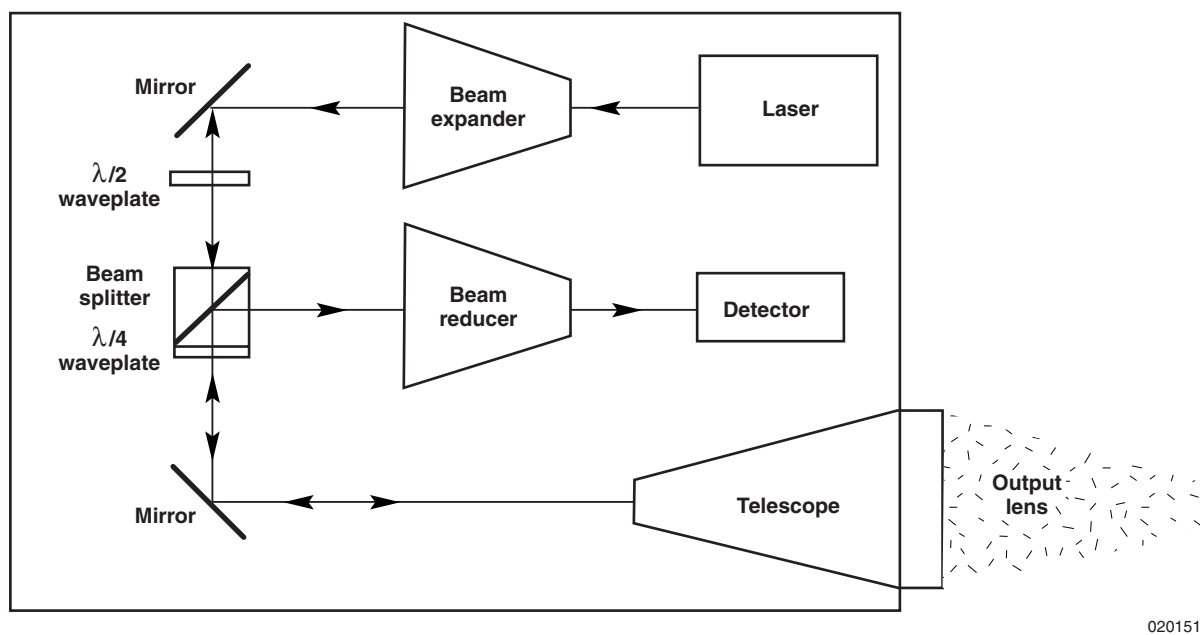 Mirror
Beam
expander
Laser
λ/2
waveplate
Beam
splitter
λ/4
waveplate
Beam
reducer
Detector
Mirror
Telescope
Output
lens
020151